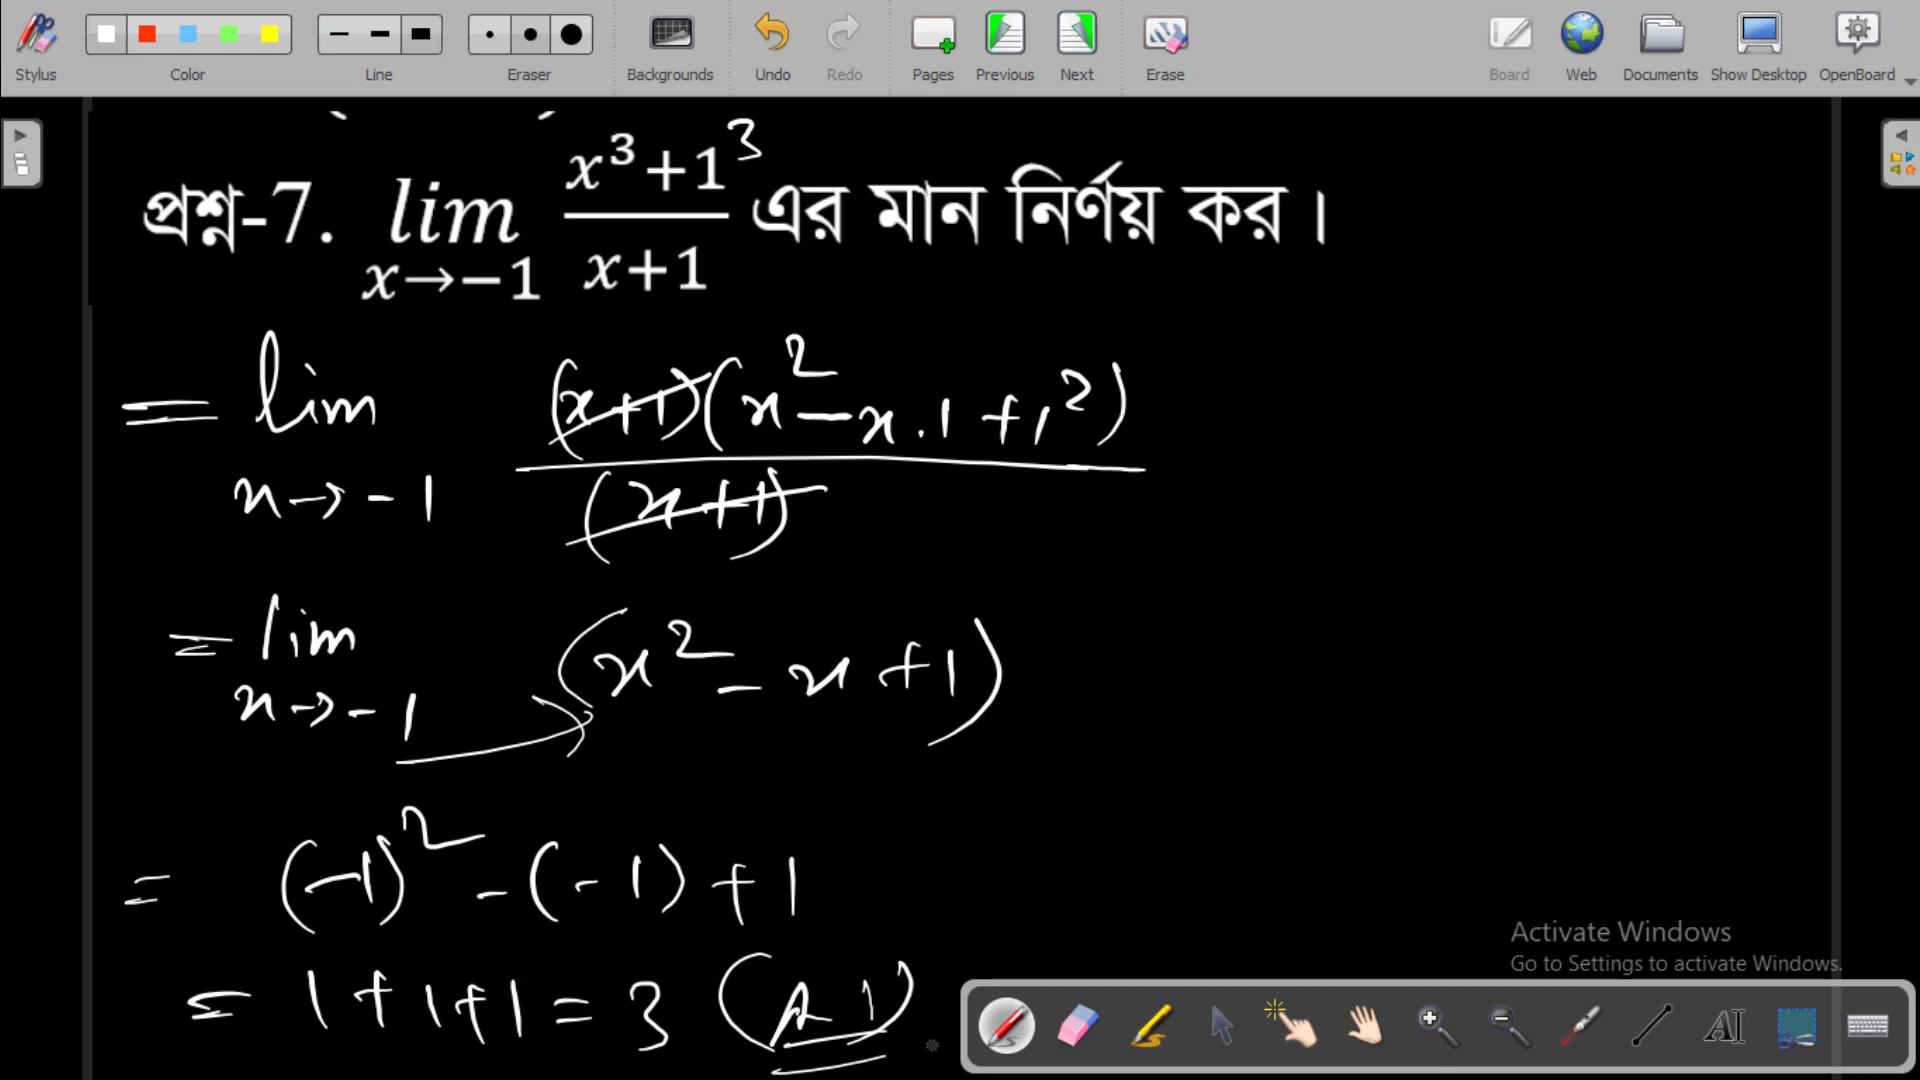 Stylus Color Line Eraser Backgrounds Undo Redo Pages Previous Next Erase Board Web Documents Show Desktop OpenBoard
প্রশ্ন-7. lim x→−1 (x³+1³)/(x+1) এর মান নির্ণয় কর।
= lim x→-1 (x+1)(x²-x.1+1²)/(x+1)
= lim x→-1 (x²-x+1)
= (-1)²-(-1)+1
= 1+1+1=3
Activate Windows
Go to Settings to activate Windows.
AI